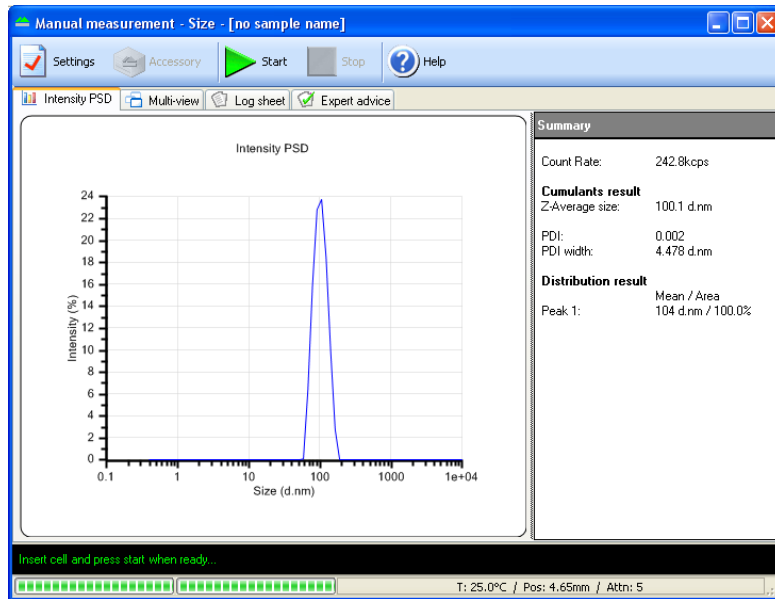 Manual measurement - Size - [no sample name]
Settings Accessory Start Stop Help
Intensity PSD Multi-view Log sheet Expert advice
Intensity PSD
24
22
20
18
16
14
12
10
8
6
4
2
0
Intensity (%)
0.1 1 10 100 1000 1e+04
Size (d.nm)
Summary
Count Rate: 242.8kcps
Cumulants result
Z-Average size: 100.1 d.nm
PDI: 0.002
PDI width: 4.478 d.nm
Distribution result
Mean / Area
Peak 1: 104 d.nm / 100.0%
Insert cell and press start when ready...
T: 25.0°C / Pos: 4.65mm / Attn: 5